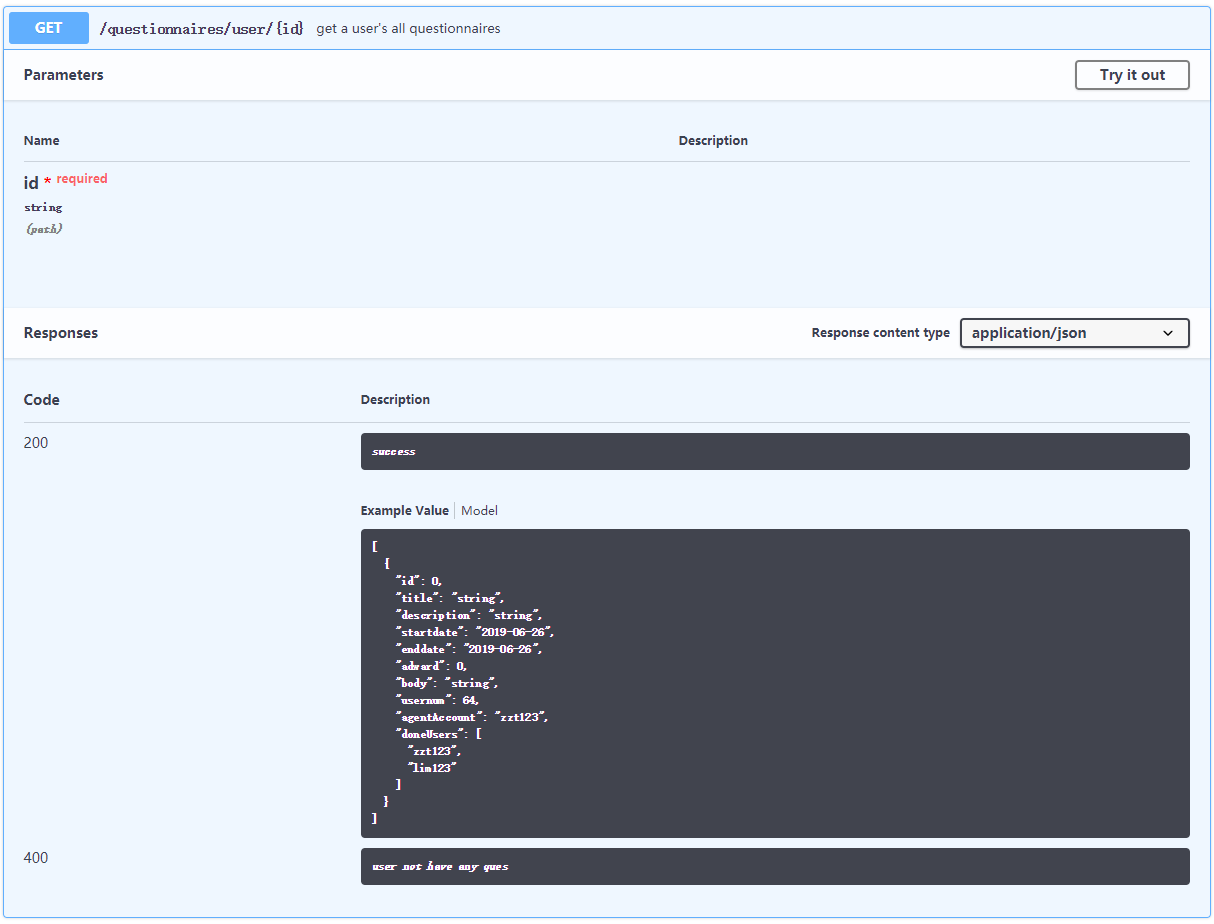 GET /questionnaires/user/{id} get a user's all questionnaires
Parameters Try it out
Name Description
id * required
string
(path)
Responses Response content type application/json
Code Description
200 success
Example Value Model
[
{
"id": 0,
"title": "string",
"description": "string",
"startdate": "2019-06-26",
"enddate": "2019-06-26",
"adward": 0,
"body": "string",
"usernum": 64,
"agentAccount": "zzt123",
"doneUsers": [
"zzt123",
"lim123"
]
}
]
400 user not have any ques